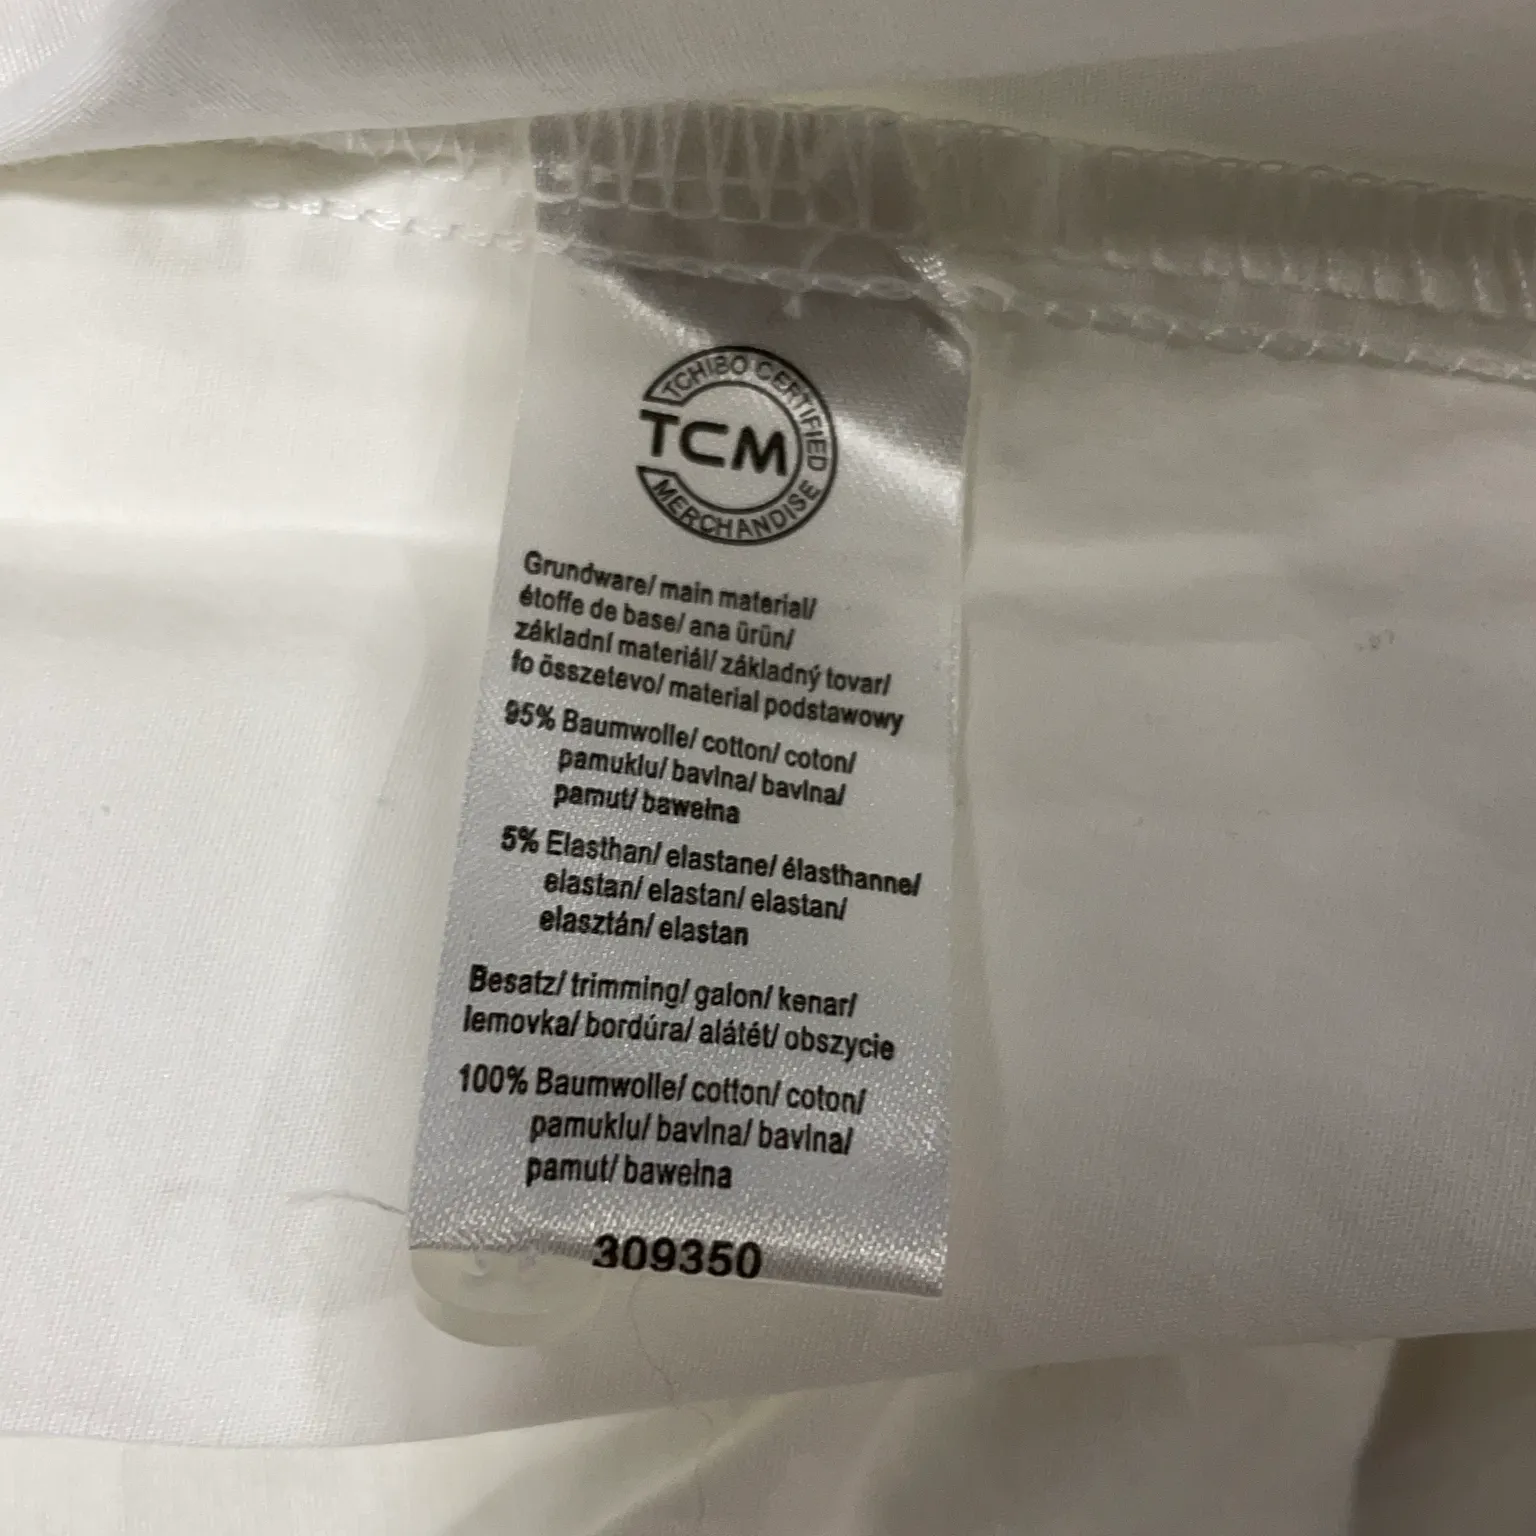 TCHIBO CERTIFIED
TCM
MERCHANDISE
Grundware/ main material/
étoffe de base/ ana ürün/
základní materiál/ základný tovar/
fo összetevo/ material podstawowy
95% Baumwolle/ cotton/ coton/
pamuklu/ bavlna/ bavlna/
pamut/ bawełna
5% Elasthan/ elastane/ élasthanne/
elastan/ elastan/ elastan/
elasztán/ elastan
Besatz/ trimming/ galon/ kenar/
lemovka/ bordúra/ alátét/ obszycie
100% Baumwolle/ cotton/ coton/
pamuklu/ bavlna/ bavlna/
pamut/ bawełna
309350